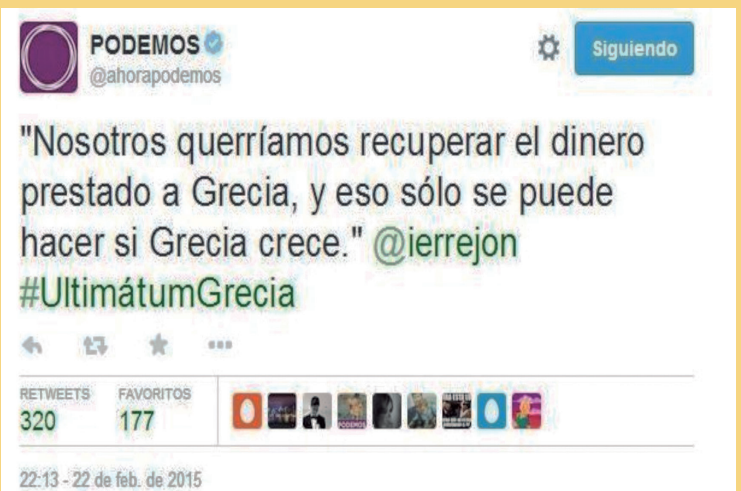 PODEMOS
@ahorapodemos
Siguiendo
"Nosotros querríamos recuperar el dinero
prestado a Grecia, y eso sólo se puede
hacer si Grecia crece." @ierrejon
#UltimátumGrecia
RETWEETS FAVORITOS
320 177
22:13 - 22 de feb. de 2015